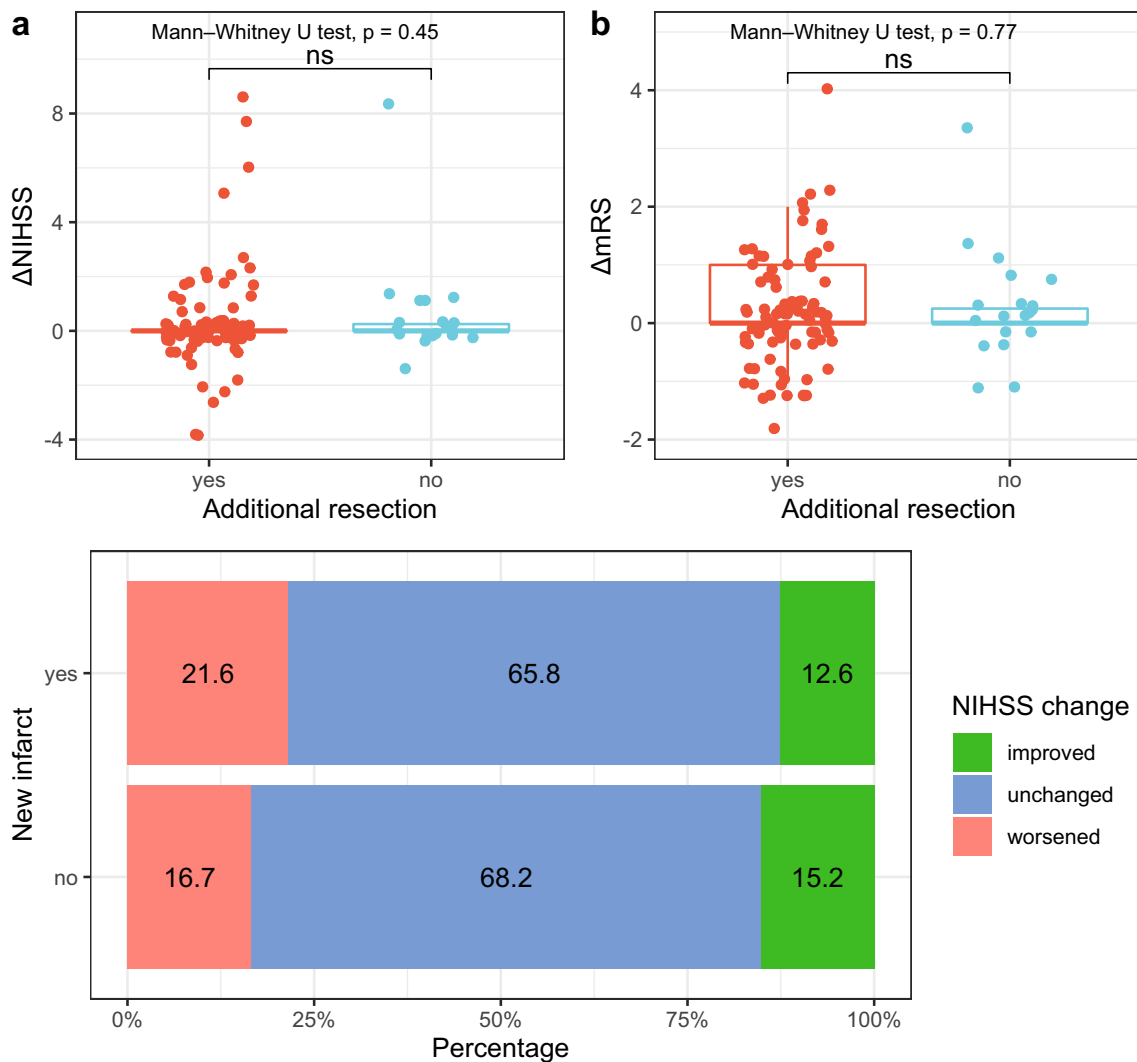 a
Mann–Whitney U test, p = 0.45
ns
8
4
0
-4
ΔNIHSS
yes
no
Additional resection
b
Mann–Whitney U test, p = 0.77
ns
4
2
0
-2
ΔmRS
yes
no
Additional resection
New infarct
yes
21.6
65.8
12.6
no
16.7
68.2
15.2
0%
25%
50%
75%
100%
Percentage
NIHSS change
improved
unchanged
worsened